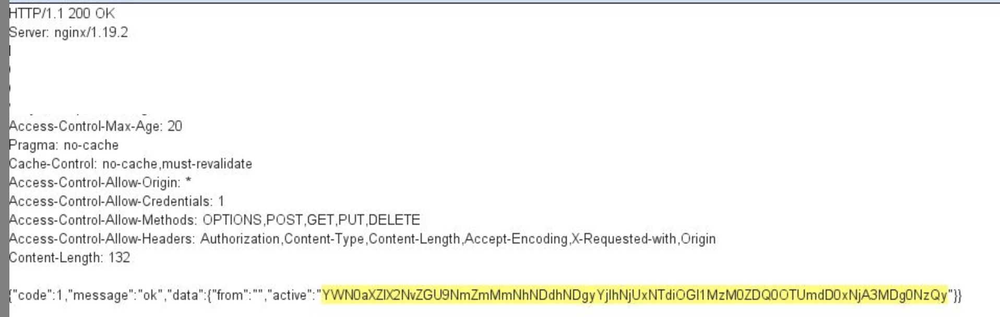 HTTP/1.1 200 OK
Server: nginx/1.19.2
Access-Control-Max-Age: 20
Pragma: no-cache
Cache-Control: no-cache,must-revalidate
Access-Control-Allow-Origin: *
Access-Control-Allow-Credentials: 1
Access-Control-Allow-Methods: OPTIONS,POST,GET,PUT,DELETE
Access-Control-Allow-Headers: Authorization,Content-Type,Content-Length,Accept-Encoding,X-Requested-with,Origin
Content-Length: 132
{"code":1,"message":"ok","data":{"from":"","active":"YWN0aXZlX2NvZGU9NmZmMmNhNDdhNDgyYjlhNjUxNTdiOGI1MzM0ZDQ0OTUmdD0xNjA3MDg0NzQy"}}